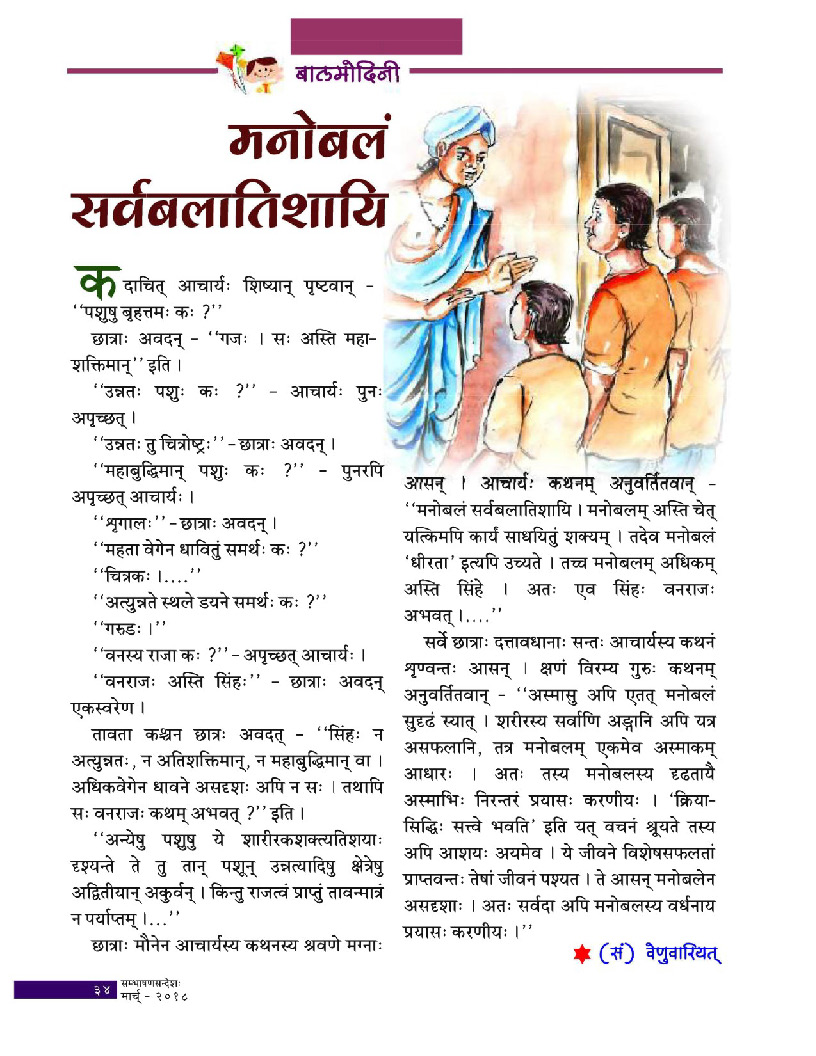 बालमोदिनी
मनोबलं
सर्वबलातिशायि
कदाचित् आचार्यः शिष्यान् पृष्टवान् -
‘‘पशुषु बृहत्तमः कः ?’’
छात्राः अवदन् - ‘‘गजः । सः अस्ति महा-
शक्तिमान्’’ इति ।
‘‘उन्नतः पशुः कः ?’’ - आचार्यः पुनः
अपृच्छत् ।
‘‘उन्नतः तु चित्रोष्ट्रः’’ - छात्राः अवदन् ।
‘‘महाबुद्धिमान् पशुः कः ?’’ - पुनरपि
अपृच्छत् आचार्यः ।
‘‘शृगालः’’ - छात्राः अवदन् ।
‘‘महता वेगेन धावितुं समर्थः कः ?’’
‘‘चित्रकः ।....’’
‘‘अत्युन्नते स्थले डयने समर्थः कः ?’’
‘‘गरुडः ।’’
‘‘वनस्य राजा कः ?’’ - अपृच्छत् आचार्यः ।
‘‘वनराजः अस्ति सिंहः’’ - छात्राः अवदन्
एकस्वरेण ।
तावता कश्चन छात्रः अवदत् - ‘‘सिंहः न
अत्युन्नतः, न अतिशक्तिमान्, न महाबुद्धिमान् वा ।
अधिकवेगेन धावने असदृशः अपि न सः । तथापि
सः वनराजः कथम् अभवत् ?’’ इति ।
‘‘अन्येषु पशुषु ये शारीरकशक्त्यतिशयाः
दृश्यन्ते ते तु तान् पशून् उन्नत्यादिषु क्षेत्रेषु
अद्वितीयान् अकुर्वन् । किन्तु राजत्वं प्राप्तुं तावन्मात्रं
न पर्याप्तम् ।...’’
छात्राः मौनेन आचार्यस्य कथनस्य श्रवणे मग्नाः
आसन् । आचार्यः कथनम् अनुवर्तितवान् -
‘‘मनोबलं सर्वबलातिशायि । मनोबलम् अस्ति चेत्
यत्किमपि कार्यं साधयितुं शक्यम् । तदेव मनोबलं
‘धीरता’ इत्यपि उच्यते । तच्च मनोबलम् अधिकम्
अस्ति सिंहे । अतः एव सिंहः वनराजः
अभवत् ।....’’
सर्वे छात्राः दत्तावधानाः सन्तः आचार्यस्य कथनं
शृण्वन्तः आसन् । क्षणं विरम्य गुरुः कथनम्
अनुवर्तितवान् - ‘‘अस्मासु अपि एतत् मनोबलं
सुदृढं स्यात् । शरीरस्य सर्वाणि अङ्गानि अपि यत्र
असफलानि, तत्र मनोबलम् एकमेव अस्माकम्
आधारः । अतः तस्य मनोबलस्य दृढतायै
अस्माभिः निरन्तरं प्रयासः करणीयः । ‘क्रिया-
सिद्धिः सत्त्वे भवति’ इति यत् वचनं श्रूयते तस्य
अपि आशयः अयमेव । ये जीवने विशेषसफलतां
प्राप्तवन्तः तेषां जीवनं पश्यत । ते आसन् मनोबलेन
असदृशाः । अतः सर्वदा अपि मनोबलस्य वर्धनाय
प्रयासः करणीयः ।’’
(सं) वेणुवारियत्
३४ सम्भाषणसन्देशः
मार्च् - २०१८